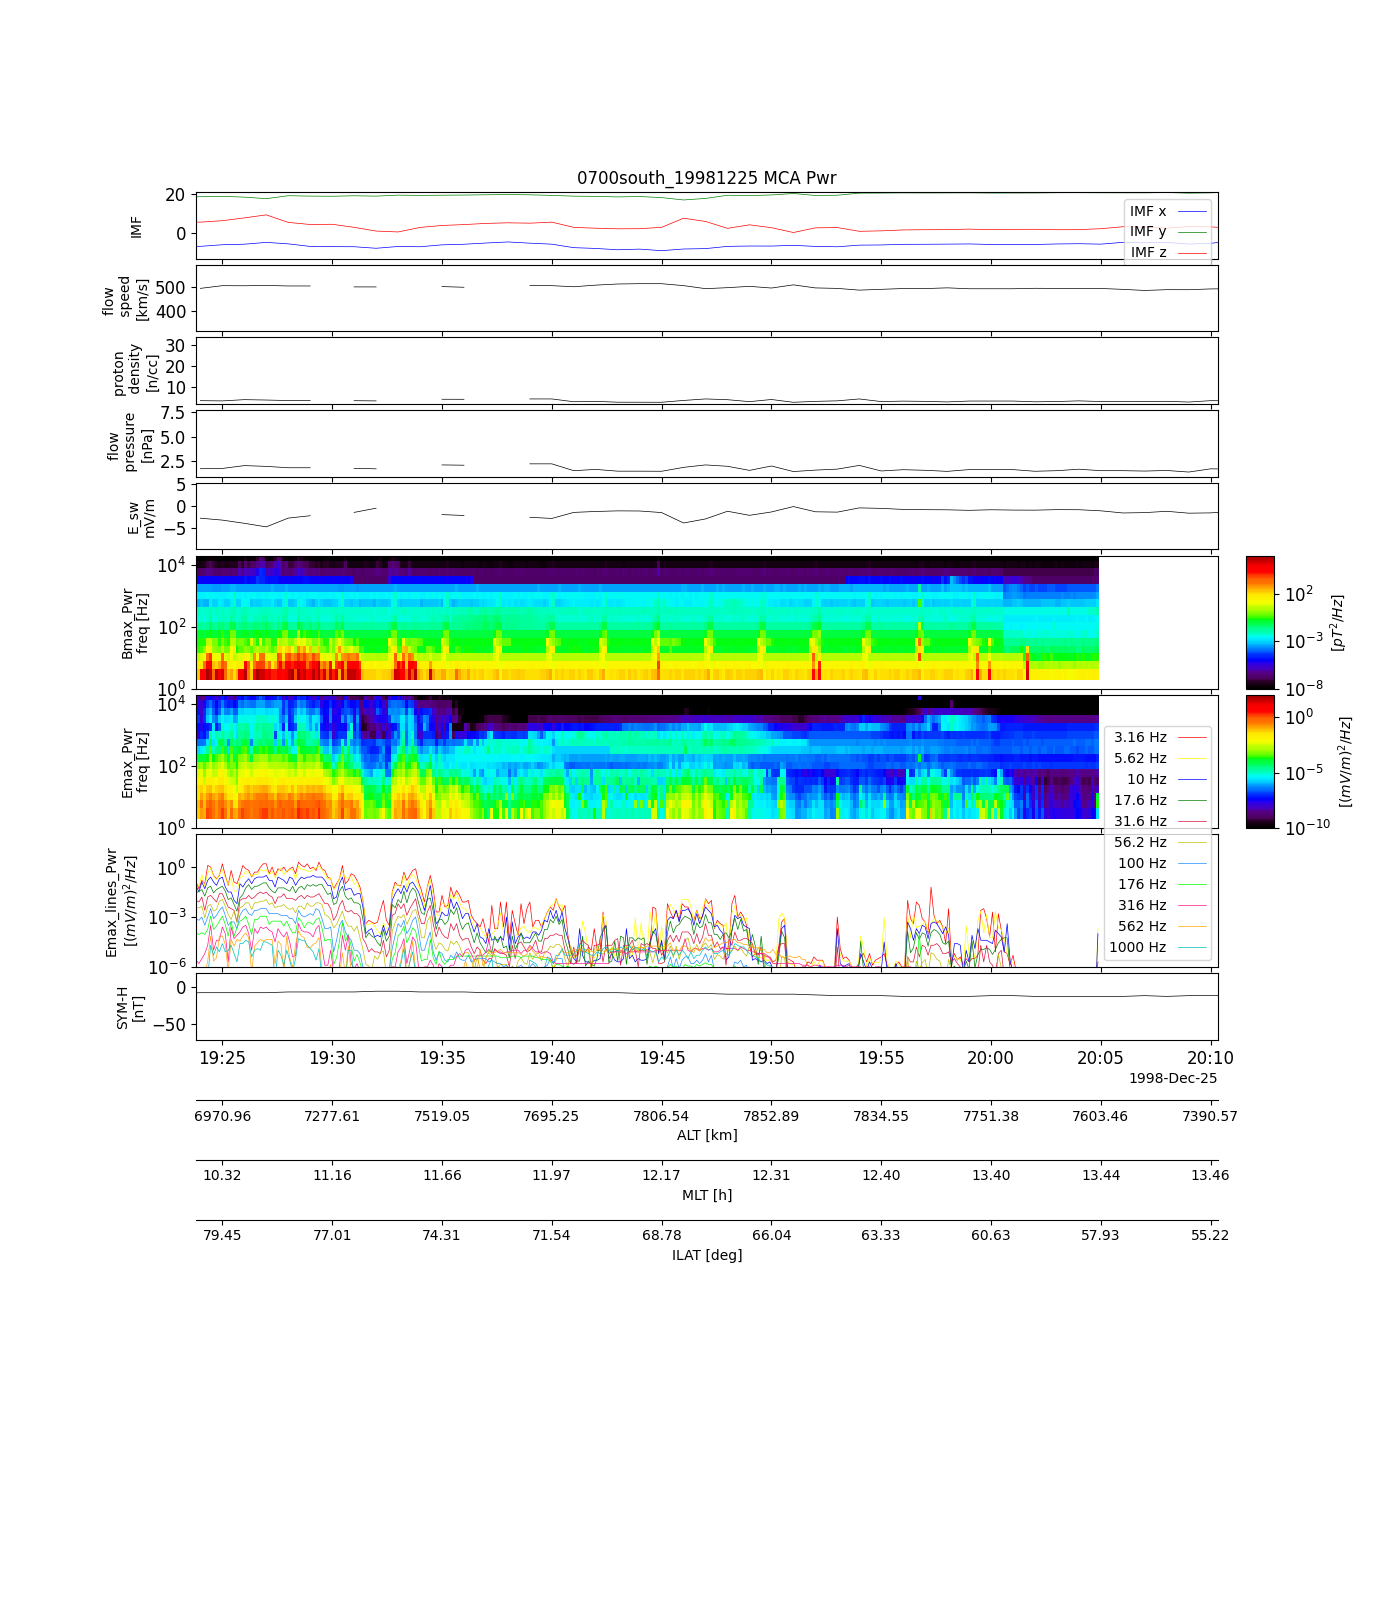 0700south_19981225 MCA Pwr
20
0
IMF
IMF x
IMF y
IMF z
500
400
flow
speed
[km/s]
30
20
10
proton
density
[n/cc]
7.5
5.0
2.5
flow
pressure
[nPa]
5
0
−5
E_sw
mV/m
10^4
10^2
10^0
Bmax_Pwr
freq [Hz]
10^2
10^−3
10^−8
[pT^2/Hz]
10^4
10^2
10^0
Emax_Pwr
freq [Hz]
10^0
10^−5
10^−10
[(mV/m)^2/Hz]
3.16 Hz
5.62 Hz
10 Hz
17.6 Hz
31.6 Hz
56.2 Hz
100 Hz
176 Hz
316 Hz
562 Hz
1000 Hz
10^0
10^−3
10^−6
Emax_lines_Pwr
[(mV/m)^2/Hz]
0
−50
SYM-H
[nT]
19:25 19:30 19:35 19:40 19:45 19:50 19:55 20:00 20:05 20:10
1998-Dec-25
6970.96 7277.61 7519.05 7695.25 7806.54 7852.89 7834.55 7751.38 7603.46 7390.57
ALT [km]
10.32 11.16 11.66 11.97 12.17 12.31 12.40 13.40 13.44 13.46
MLT [h]
79.45 77.01 74.31 71.54 68.78 66.04 63.33 60.63 57.93 55.22
ILAT [deg]